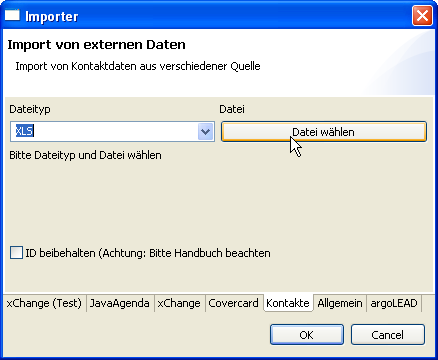 Importer
Import von externen Daten
Import von Kontaktdaten aus verschiedener Quelle
Dateityp Datei
XLS Datei wählen
Bitte Dateityp und Datei wählen
ID beibehalten (Achtung: Bitte Handbuch beachten
xChange (Test) JavaAgenda xChange Covercard Kontakte Allgemein argoLEAD
OK Cancel